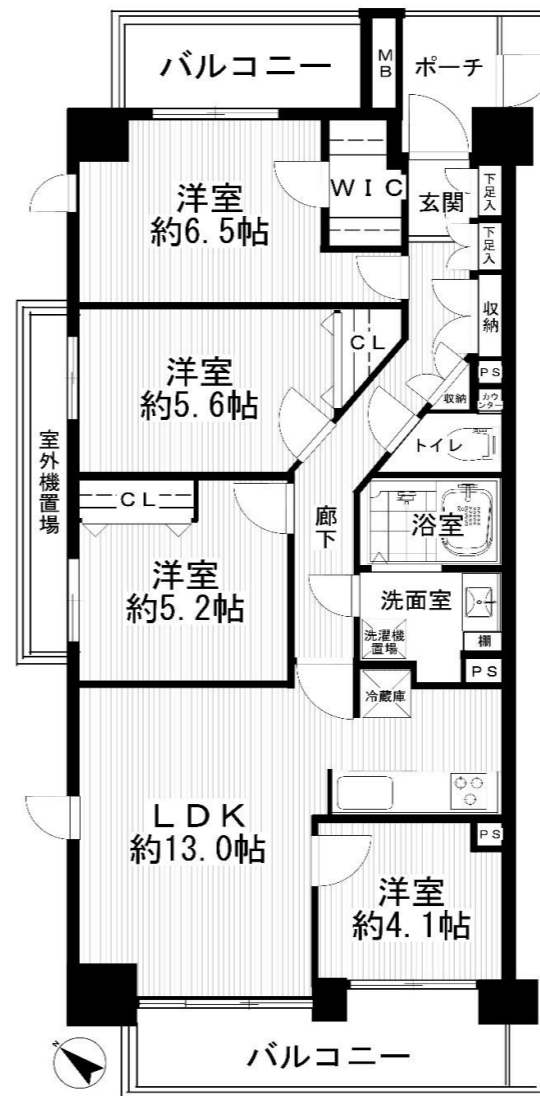 バルコニー
MB
ポーチ
洋室
約6.5帖
WIC
玄関
下足入
下足入
収納
洋室
約5.6帖
CL
PS
収納
カウンター
トイレ
室外機置場
CL
廊下
浴室
洋室
約5.2帖
洗面室
洗濯機
置場
棚
PS
冷蔵庫
LDK
約13.0帖
PS
洋室
約4.1帖
N
バルコニー